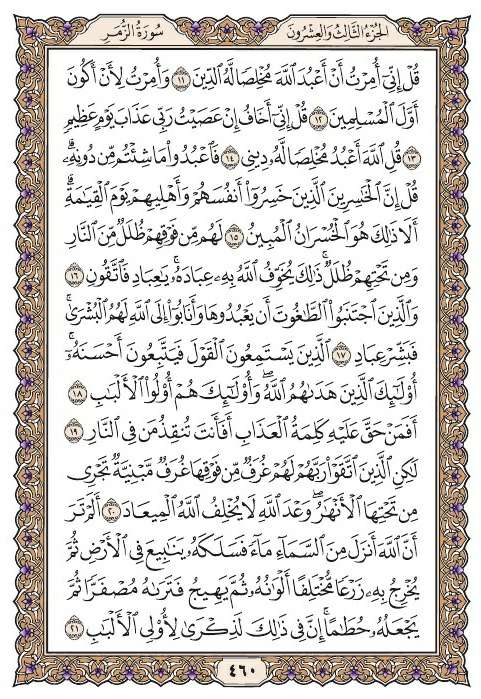 الجزء الثالث والعشرون
سورة الزمر
قُلْ إِنِّىٓ أُمِرْتُ أَنْ أَعْبُدَ ٱللَّهَ مُخْلِصًا لَّهُ ٱلدِّينَ ١١ وَأُمِرْتُ لِأَنْ أَكُونَ
أَوَّلَ ٱلْمُسْلِمِينَ ١٢ قُلْ إِنِّىٓ أَخَافُ إِنْ عَصَيْتُ رَبِّى عَذَابَ يَوْمٍ عَظِيمٍ
١٣ قُلِ ٱللَّهَ أَعْبُدُ مُخْلِصًا لَّهُۥ دِينِى ١٤ فَٱعْبُدُوا۟ مَا شِئْتُم مِّن دُونِهِۦ ۗ
قُلْ إِنَّ ٱلْخَـٰسِرِينَ ٱلَّذِينَ خَسِرُوٓا۟ أَنفُسَهُمْ وَأَهْلِيهِمْ يَوْمَ ٱلْقِيَـٰمَةِ ۗ
أَلَا ذَٰلِكَ هُوَ ٱلْخُسْرَانُ ٱلْمُبِينُ ١٥ لَهُم مِّن فَوْقِهِمْ ظُلَلٌ مِّنَ ٱلنَّارِ
وَمِن تَحْتِهِمْ ظُلَلٌ ۚ ذَٰلِكَ يُخَوِّفُ ٱللَّهُ بِهِۦ عِبَادَهُۥ ۚ يَـٰعِبَادِ فَٱتَّقُونِ ١٦
وَٱلَّذِينَ ٱجْتَنَبُوا۟ ٱلطَّـٰغُوتَ أَن يَعْبُدُوهَا وَأَنَابُوٓا۟ إِلَى ٱللَّهِ لَهُمُ ٱلْبُشْرَىٰ ۚ
فَبَشِّرْ عِبَادِ ١٧ ٱلَّذِينَ يَسْتَمِعُونَ ٱلْقَوْلَ فَيَتَّبِعُونَ أَحْسَنَهُۥٓ ۚ
أُو۟لَـٰٓئِكَ ٱلَّذِينَ هَدَىٰهُمُ ٱللَّهُ ۖ وَأُو۟لَـٰٓئِكَ هُمْ أُو۟لُوا۟ ٱلْأَلْبَـٰبِ ١٨
أَفَمَنْ حَقَّ عَلَيْهِ كَلِمَةُ ٱلْعَذَابِ أَفَأَنتَ تُنقِذُ مَن فِى ٱلنَّارِ ١٩
لَـٰكِنِ ٱلَّذِينَ ٱتَّقَوْا۟ رَبَّهُمْ لَهُمْ غُرَفٌ مِّن فَوْقِهَا غُرَفٌ مَّبْنِيَّةٌ تَجْرِى
مِن تَحْتِهَا ٱلْأَنْهَـٰرُ ۖ وَعْدَ ٱللَّهِ لَا يُخْلِفُ ٱللَّهُ ٱلْمِيعَادَ ٢٠ أَلَمْ تَرَ
أَنَّ ٱللَّهَ أَنزَلَ مِنَ ٱلسَّمَآءِ مَآءً فَسَلَكَهُۥ يَنَـٰبِيعَ فِى ٱلْأَرْضِ ثُمَّ
يُخْرِجُ بِهِۦ زَرْعًا مُّخْتَلِفًا أَلْوَٰنُهُۥ ثُمَّ يَهِيجُ فَتَرَىٰهُ مُصْفَرًّا ثُمَّ
يَجْعَلُهُۥ حُطَـٰمًا ۚ إِنَّ فِى ذَٰلِكَ لَذِكْرَىٰ لِأُو۟لِى ٱلْأَلْبَـٰبِ ٢١
٤٦٠